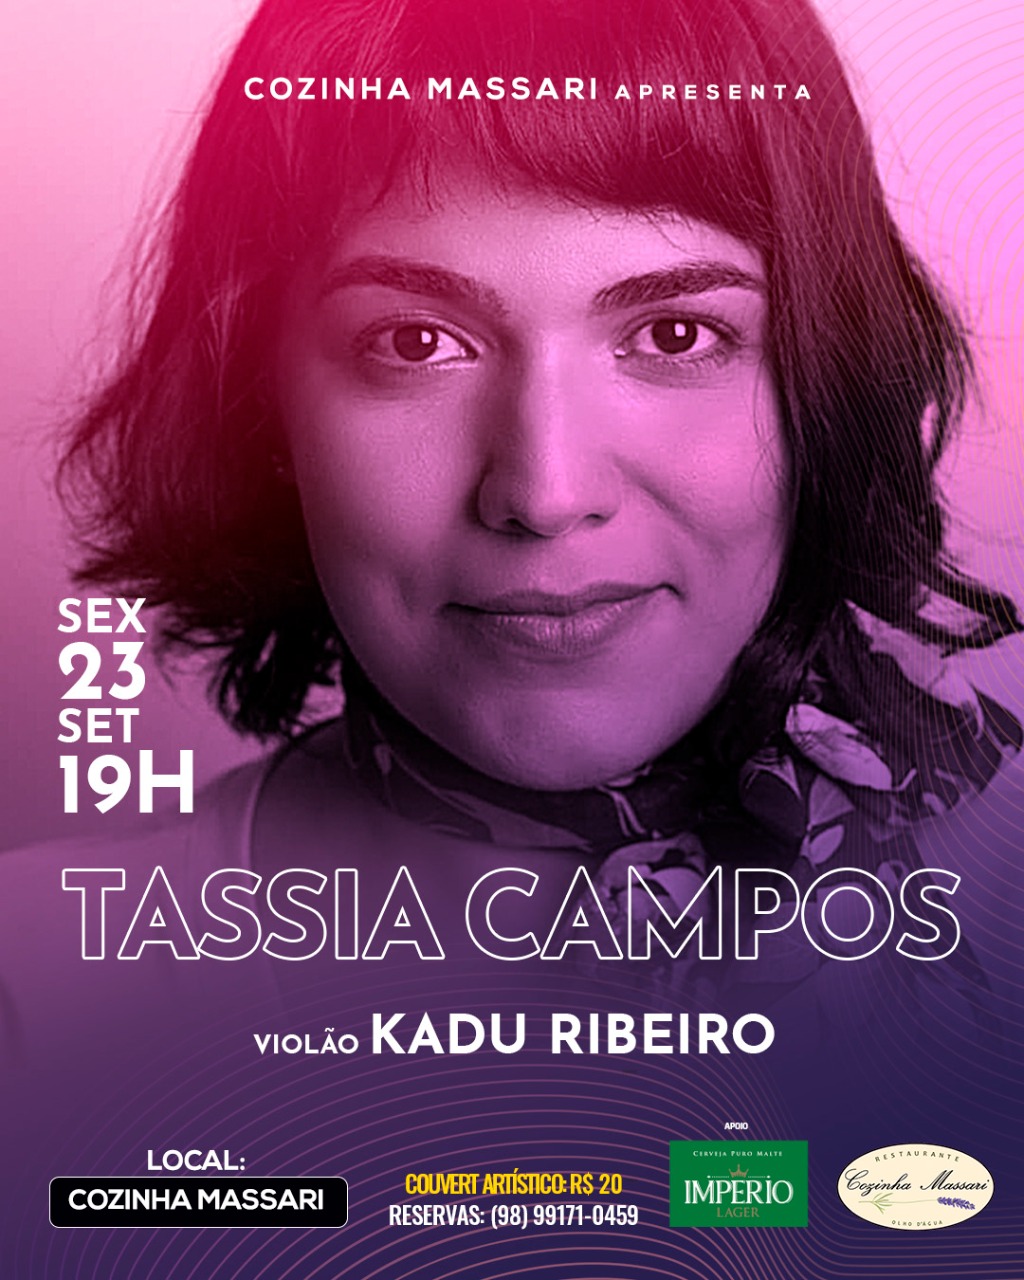 COZINHA MASSARI APRESENTA
SEX
23
SET
19H
TASSIA CAMPOS
VIOLÃO KADU RIBEIRO
LOCAL:
COZINHA MASSARI
COUVERT ARTÍSTICO: R$ 20
RESERVAS: (98) 99171-0459
APOIO
CERVEJA PURO MALTE
IMPÉRIO
LAGER
RESTAURANTE
Cozinha Massari
OLHO D'ÁGUA